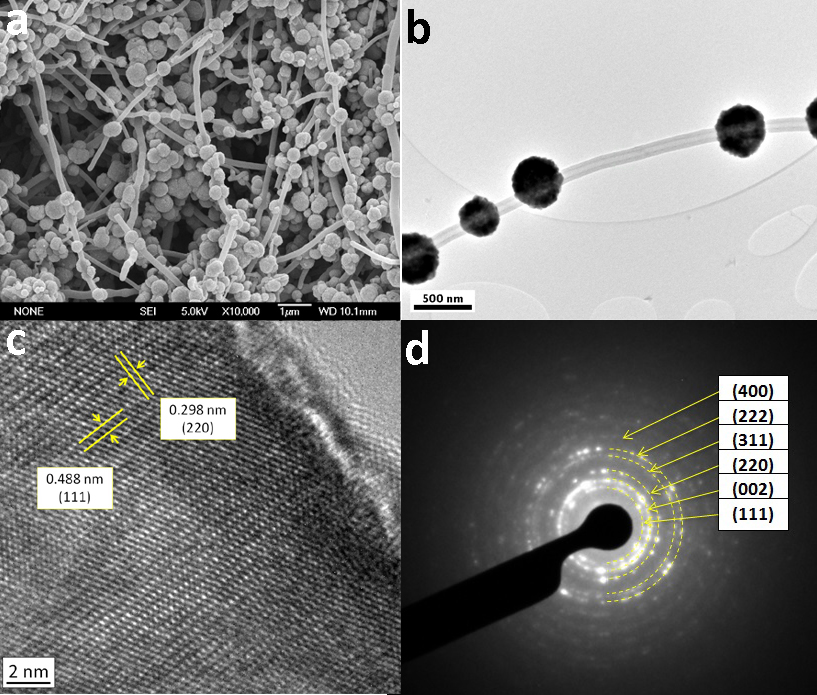 a
NONE SEI 5.0kV X10,000 1µm WD 10.1mm
b
500 nm
c
0.298 nm
(220)
0.488 nm
(111)
2 nm
d
(400)
(222)
(311)
(220)
(002)
(111)